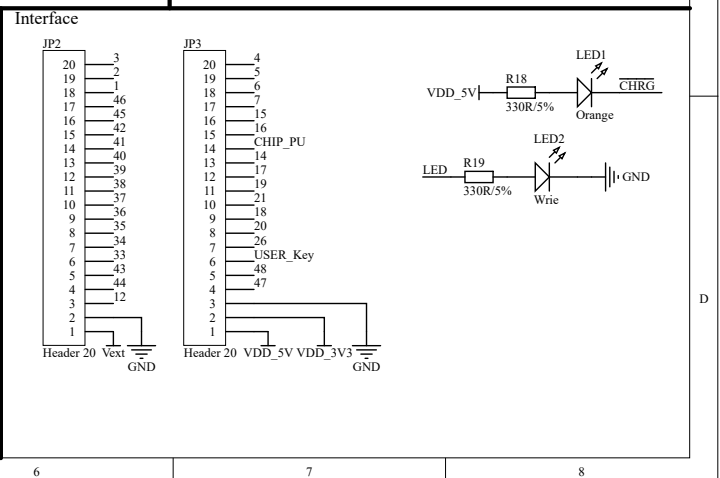 Interface
JP2
20 3
19 2
18 1
17 46
16 45
15 42
14 41
13 40
12 39
11 38
10 37
9 36
8 35
7 34
6 33
5 43
4 44
3 12
2
1
Header 20 Vext
GND
JP3
20 4
19 5
18 6
17 7
16 15
15 16
14 CHIP_PU
13 14
12 17
11 19
10 21
9 18
8 20
7 26
6 USER_Key
5 48
4 47
3
2
1
Header 20 VDD_5V VDD_3V3
GND
LED1
VDD_5V R18 CHRG
330R/5% Orange
LED2
LED R19 GND
330R/5% Wrie
D
6 7 8